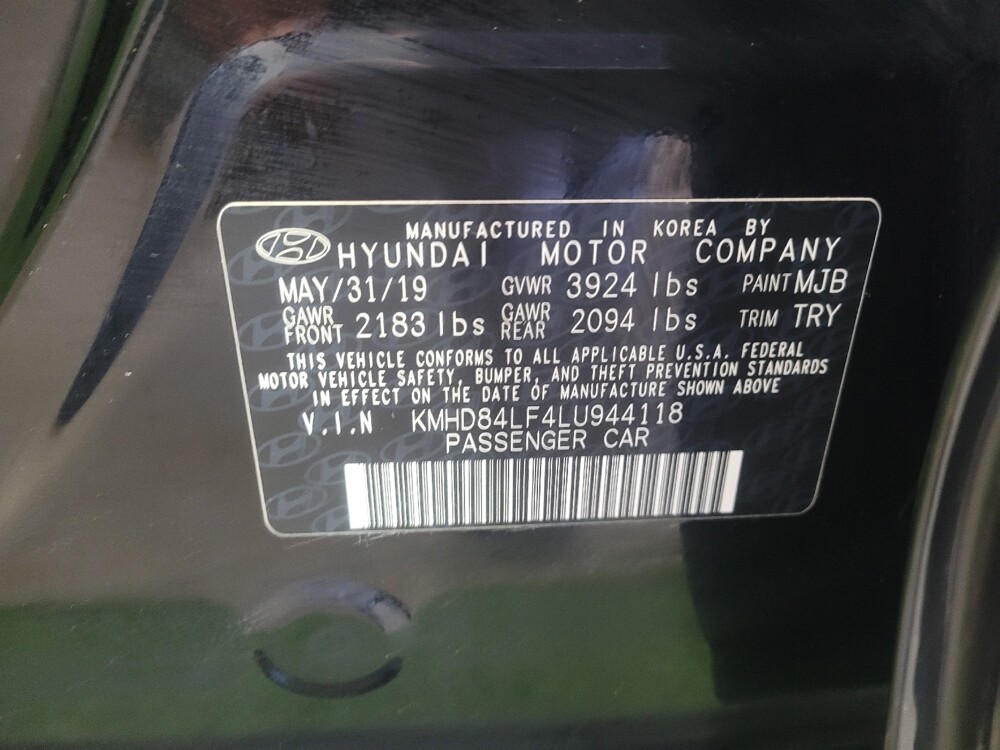 MANUFACTURED IN KOREA BY
HYUNDAI MOTOR COMPANY
MAY/31/19 GVWR 3924 lbs PAINT MJB
GAWR FRONT 2183 lbs GAWR REAR 2094 lbs TRIM TRY
THIS VEHICLE CONFORMS TO ALL APPLICABLE U.S.A. FEDERAL
MOTOR VEHICLE SAFETY, BUMPER, AND THEFT PREVENTION STANDARDS
IN EFFECT ON THE DATE OF MANUFACTURE SHOWN ABOVE
V.I.N KMHD84LF4LU944118
PASSENGER CAR